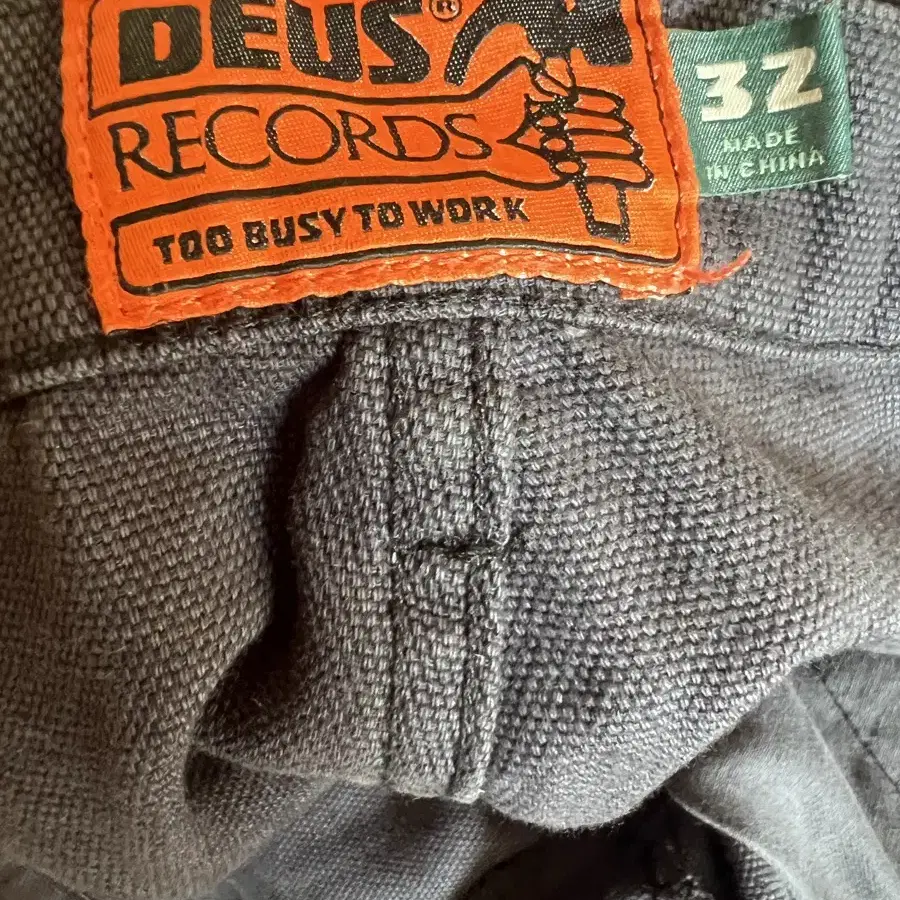 DEUS®
RECORDS
TOO BUSY TO WORK
32
MADE
IN CHINA